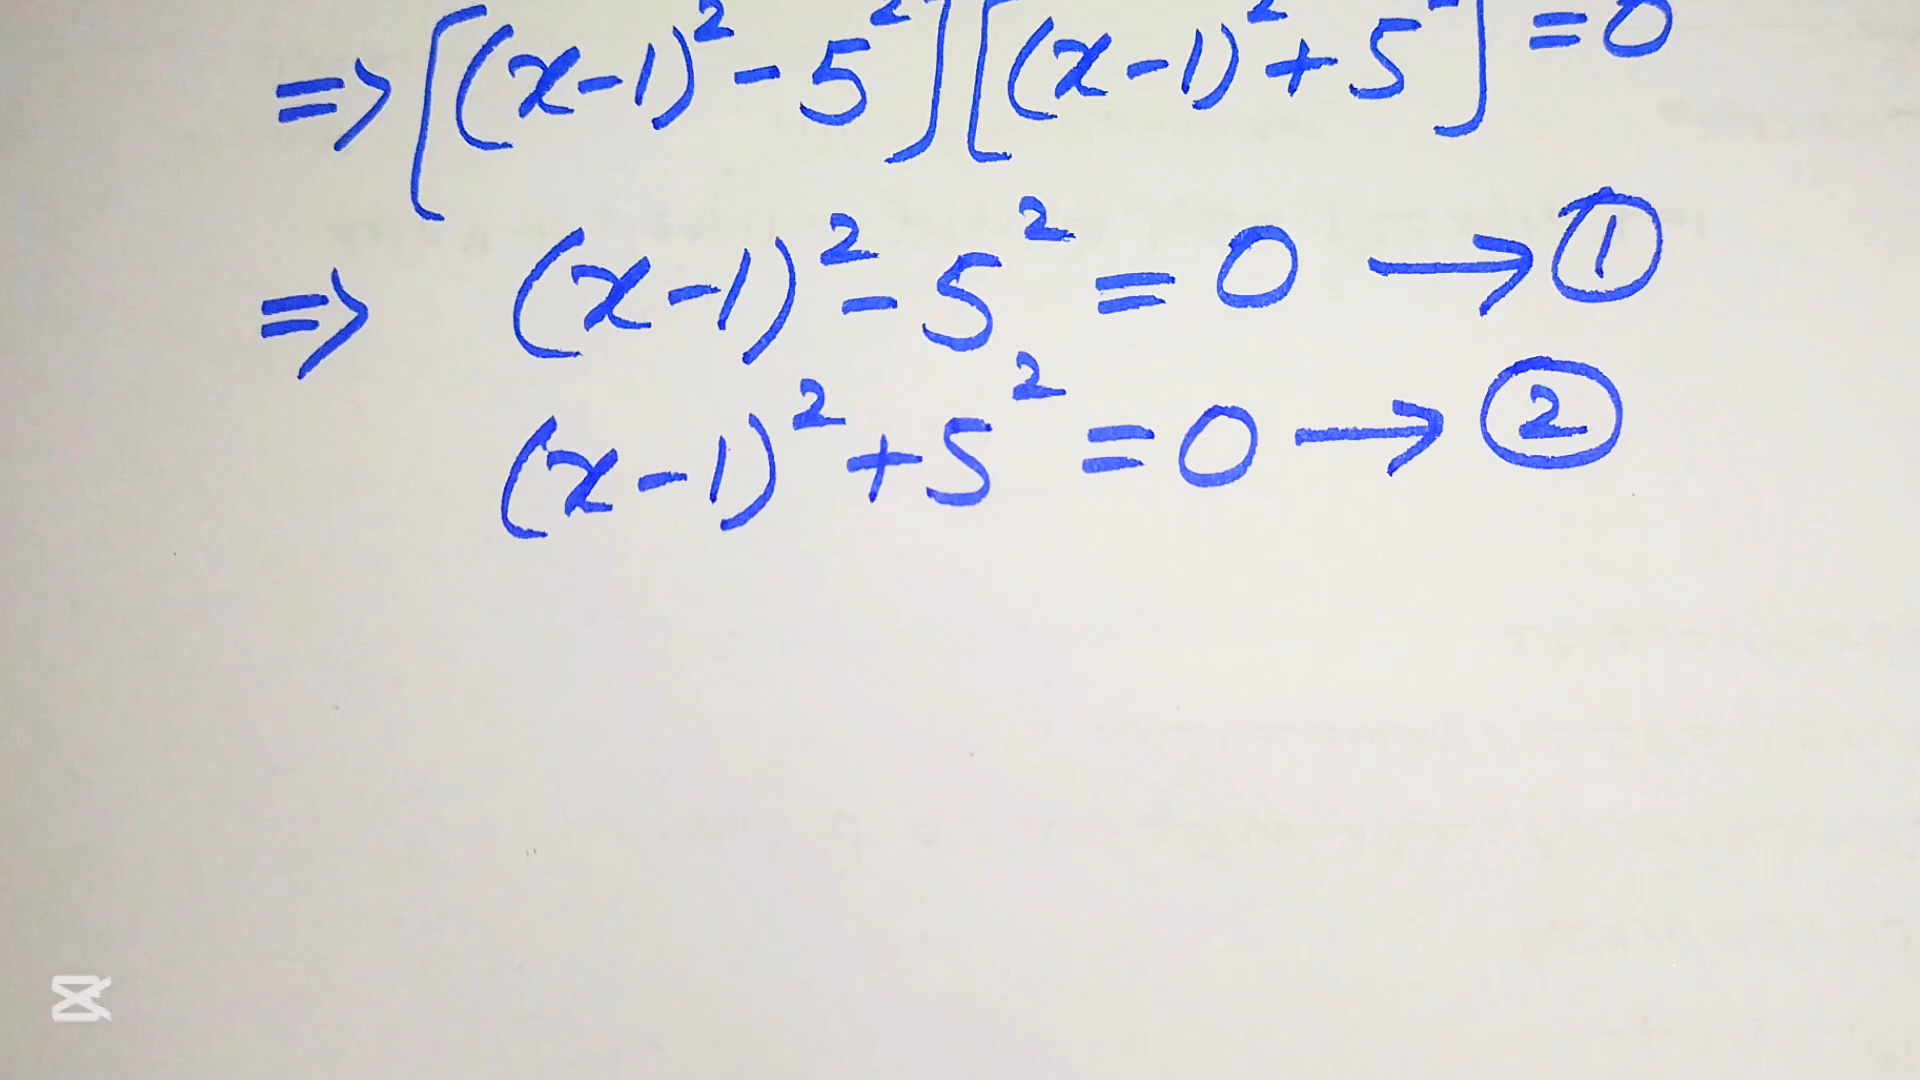 ⇒ [(x-1)² - 5²] [(x-1)² + 5²] = 0
⇒ (x-1)² - 5² = 0 → ①
(x-1)² + 5² = 0 → ②